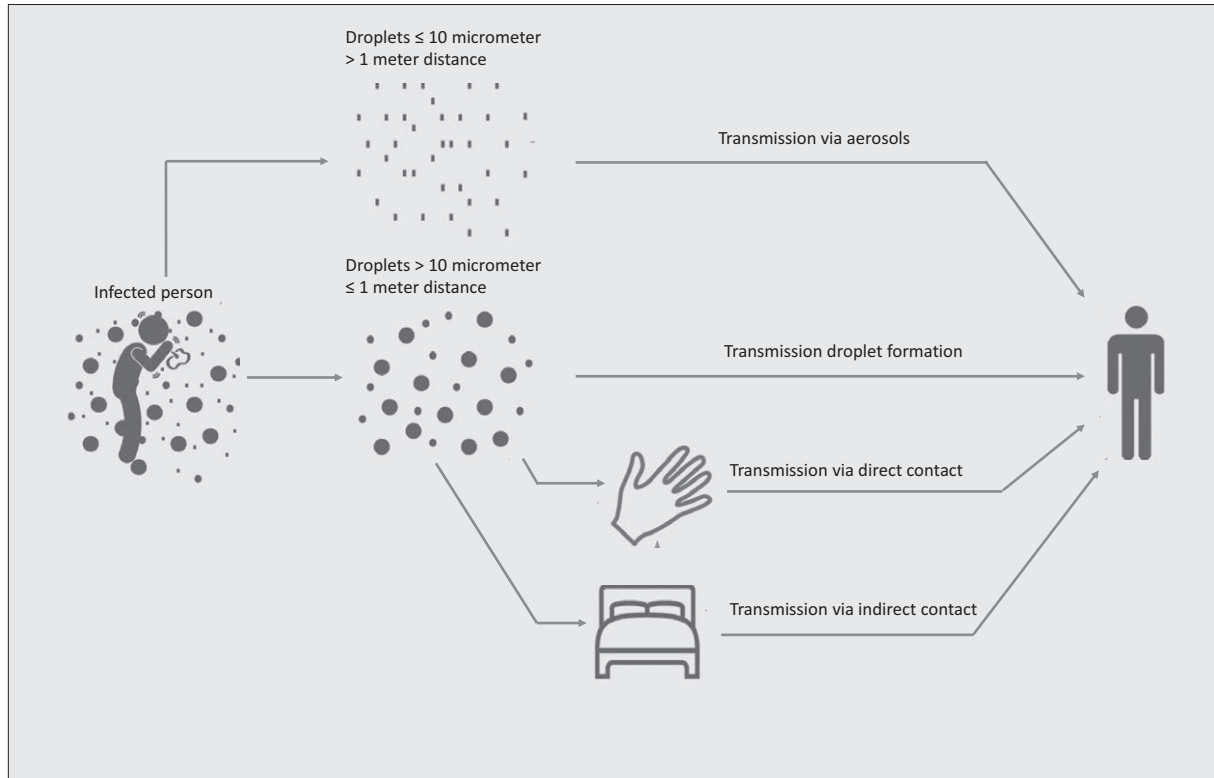 Droplets ≤ 10 micrometer
> 1 meter distance
Transmission via aerosols
Droplets > 10 micrometer
≤ 1 meter distance
Infected person
Transmission droplet formation
Transmission via direct contact
Transmission via indirect contact